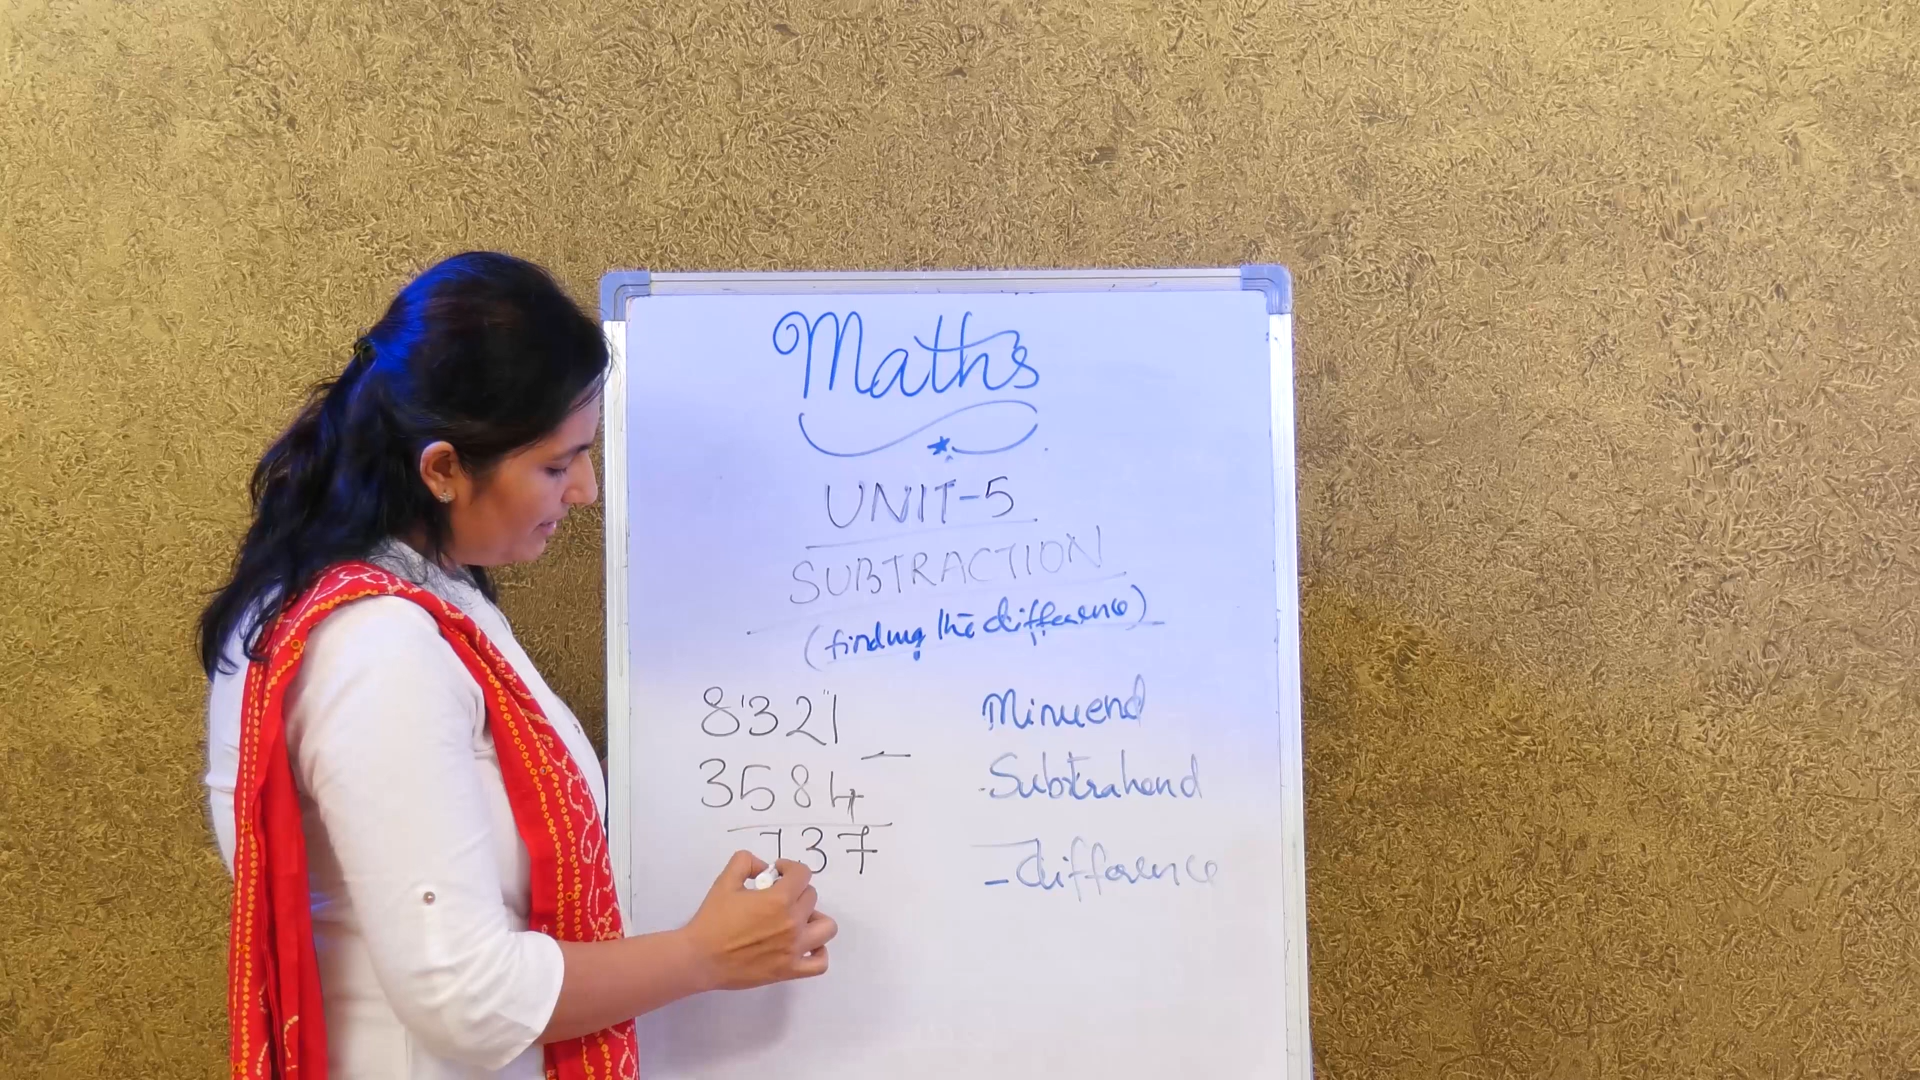 Maths
UNIT-5
SUBTRACTION
(finding the difference)
8321
3584 -
737
Minuend
Subtrahend
- difference